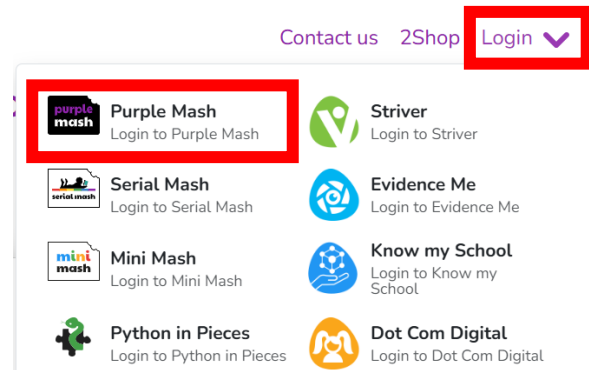 Contact us 2Shop Login
purple mash Purple Mash
Login to Purple Mash
Striver
Login to Striver
serial mash Serial Mash
Login to Serial Mash
Evidence Me
Login to Evidence Me
mini mash Mini Mash
Login to Mini Mash
Know my School
Login to Know my
School
Python in Pieces
Login to Python in Pieces
Dot Com Digital
Login to Dot Com Digital